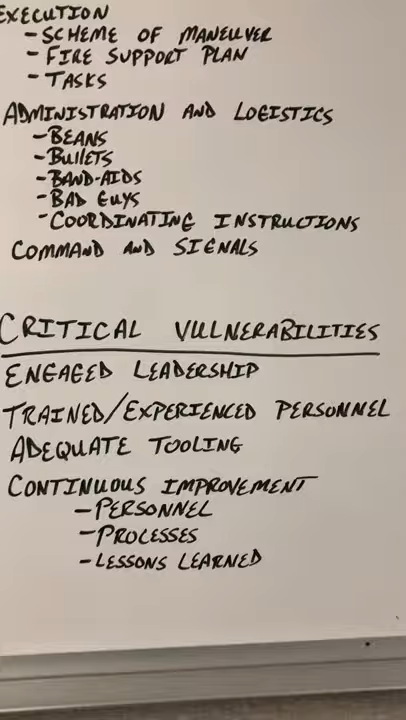 EXECUTION
- SCHEME OF MANEUVER
- FIRE SUPPORT PLAN
- TASKS
ADMINISTRATION AND LOGISTICS
- BEANS
- BULLETS
- BAND-AIDS
- BAD GUYS
- COORDINATING INSTRUCTIONS
COMMAND AND SIGNALS
CRITICAL VULNERABILITIES
ENGAGED LEADERSHIP
TRAINED/EXPERIENCED PERSONNEL
ADEQUATE TOOLING
CONTINUOUS IMPROVEMENT
- PERSONNEL
- PROCESSES
- LESSONS LEARNED